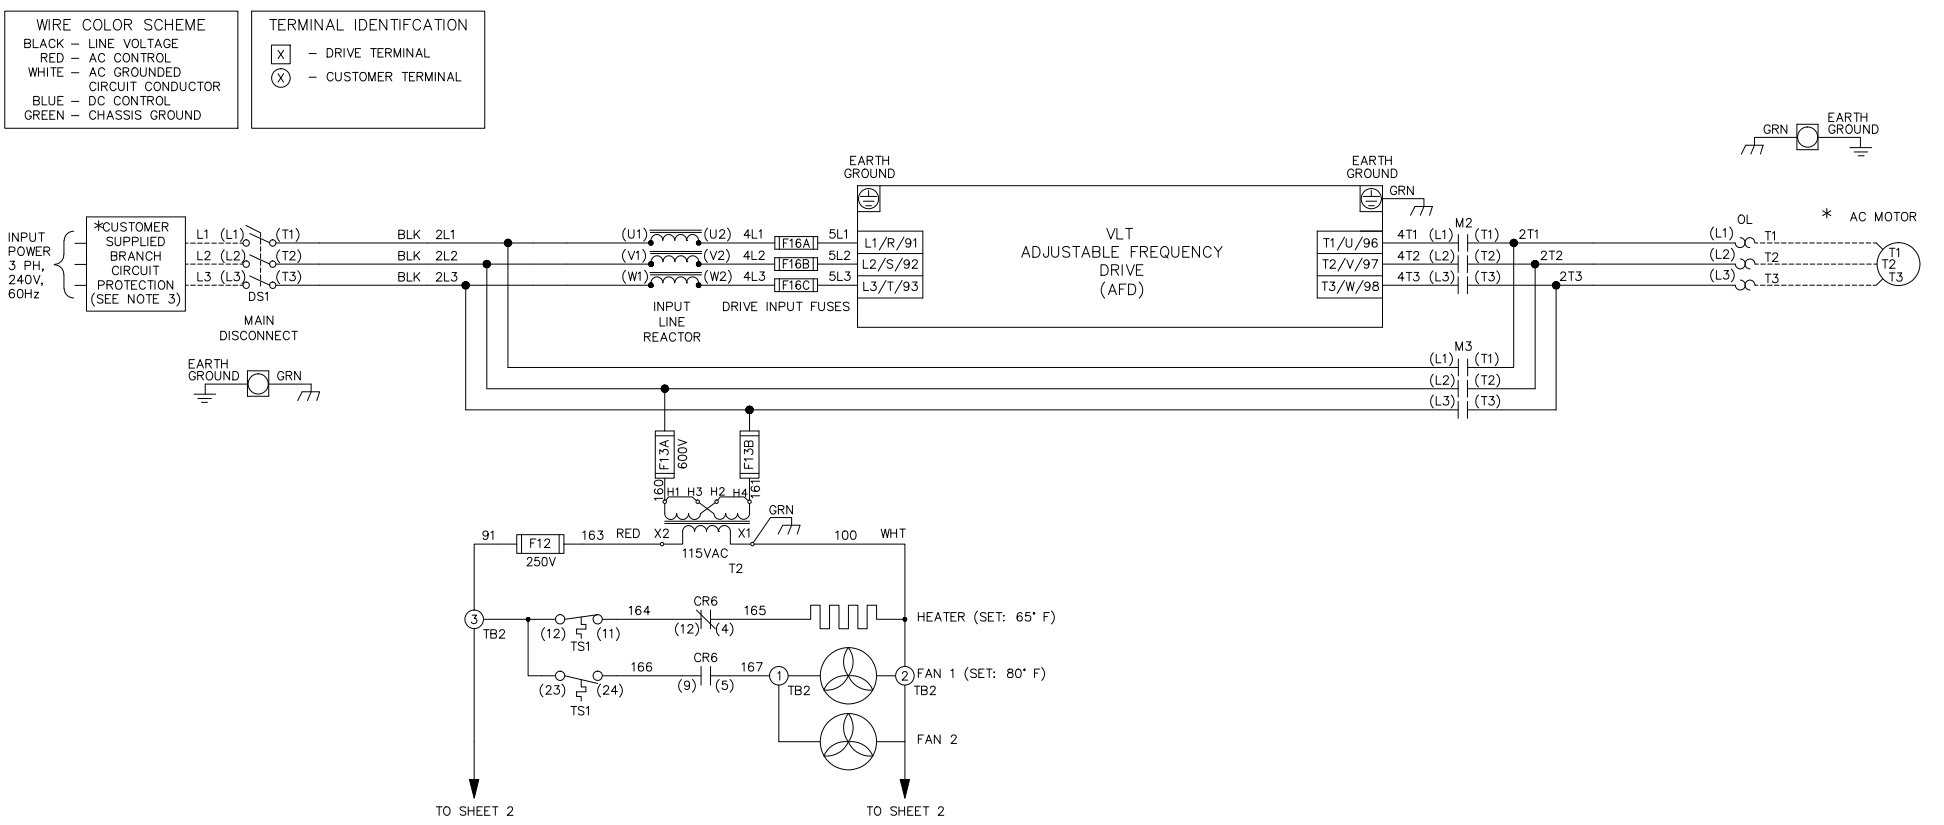 WIRE COLOR SCHEME
BLACK – LINE VOLTAGE
RED – AC CONTROL
WHITE – AC GROUNDED
CIRCUIT CONDUCTOR
BLUE – DC CONTROL
GREEN – CHASSIS GROUND
TERMINAL IDENTIFCATION
X – DRIVE TERMINAL
X – CUSTOMER TERMINAL
GRN
EARTH
GROUND
INPUT
POWER
3 PH,
240V,
60Hz
*CUSTOMER
SUPPLIED
BRANCH
CIRCUIT
PROTECTION
(SEE NOTE 3)
L1 (L1) (T1) BLK 2L1
L2 (L2) (T2) BLK 2L2
L3 (L3) (T3) BLK 2L3
DS1
MAIN
DISCONNECT
EARTH
GROUND
GRN
(U1) (U2) 4L1 F16A 5L1
(V1) (V2) 4L2 F16B 5L2
(W1) (W2) 4L3 F16C 5L3
INPUT
LINE
REACTOR
DRIVE INPUT FUSES
EARTH
GROUND
L1/R/91
L2/S/92
L3/T/93
VLT
ADJUSTABLE FREQUENCY
DRIVE
(AFD)
EARTH
GROUND
GRN
T1/U/96
T2/V/97
T3/W/98
M2
4T1 (L1) (T1) 2T1
4T2 (L2) (T2) 2T2
4T3 (L3) (T3) 2T3
OL
(L1) T1
(L2) T2
(L3) T3
* AC MOTOR
T1
T2
T3
M3
(L1) (T1)
(L2) (T2)
(L3) (T3)
F13A
600V
F13B
160
161
H1 H3 H2 H4
GRN
91
F12
250V
163
RED
X2
X1
115VAC
T2
100
WHT
3
TB2
(12) (11)
TS1
164
CR6
(12) (4)
165
HEATER (SET: 65° F)
(23) (24)
TS1
166
CR6
(9) (5)
167
1
TB2
2
TB2
FAN 1 (SET: 80° F)
FAN 2
TO SHEET 2
TO SHEET 2